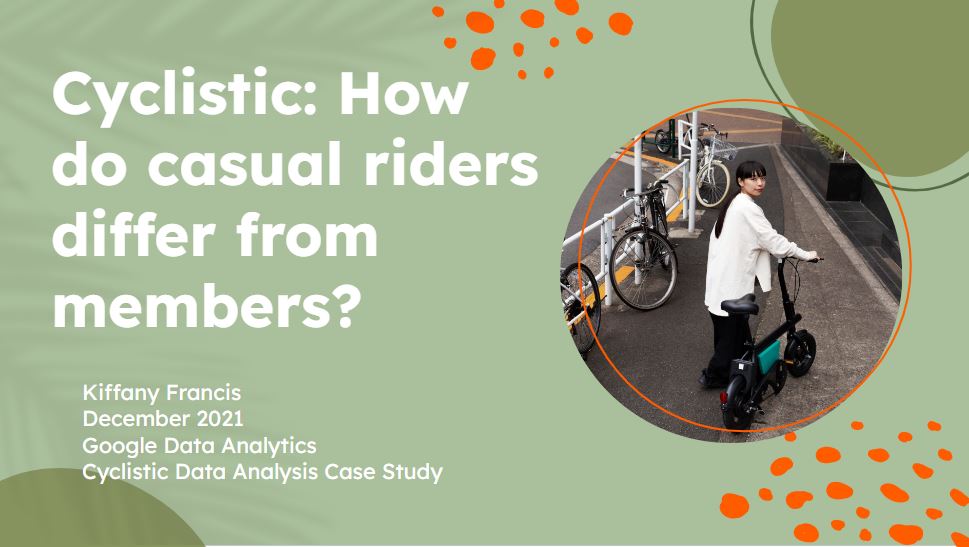 Cyclistic: How
do casual riders
differ from
members?
Kiffany Francis
December 2021
Google Data Analytics
Cyclistic Data Analysis Case Study